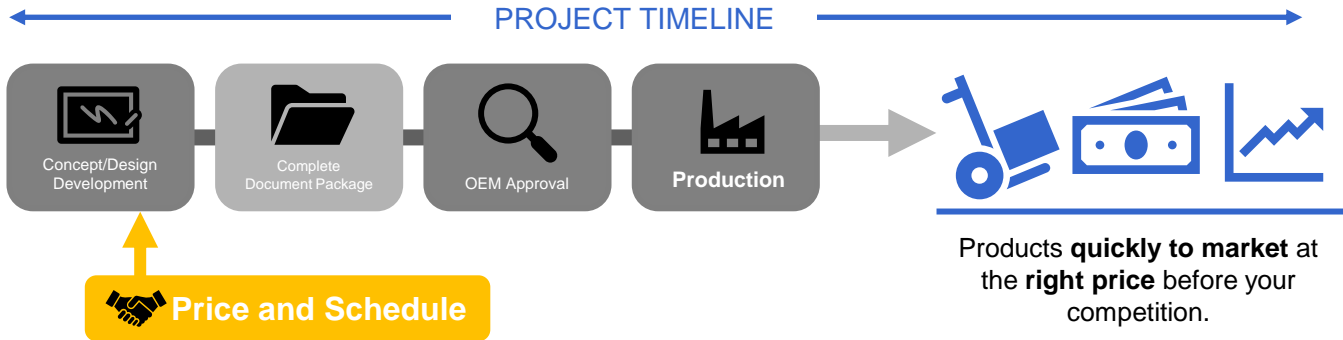 PROJECT TIMELINE
Concept/Design
Development
Complete
Document Package
OEM Approval
Production
Price and Schedule
Products quickly to market at
the right price before your
competition.